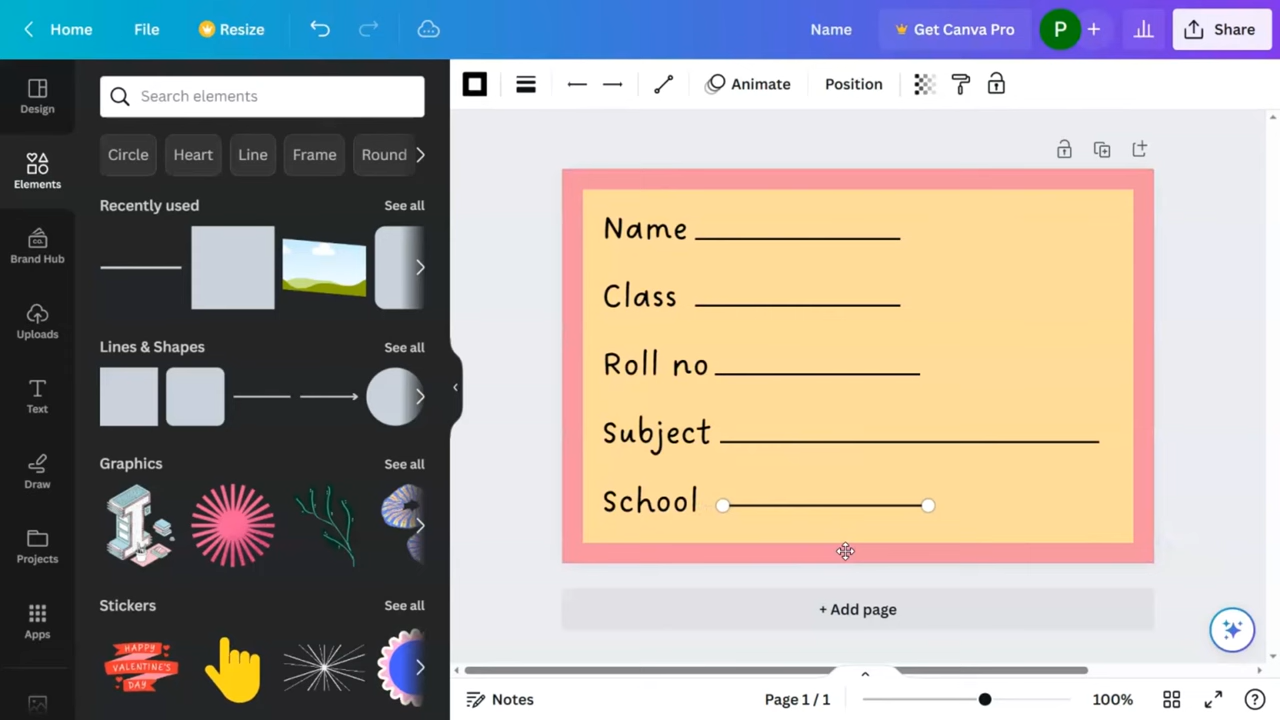 Home File Resize Name Get Canva Pro P + Share
Design
Elements
Brand Hub
Uploads
Text
Draw
Projects
Apps
Search elements
Circle Heart Line Frame Round
Recently used See all
Lines & Shapes See all
Graphics See all
Stickers See all
HAPPY
VALENTINE'S
DAY
Animate Position
Name
Class
Roll no
Subject
School
+ Add page
Notes Page 1 / 1 100%